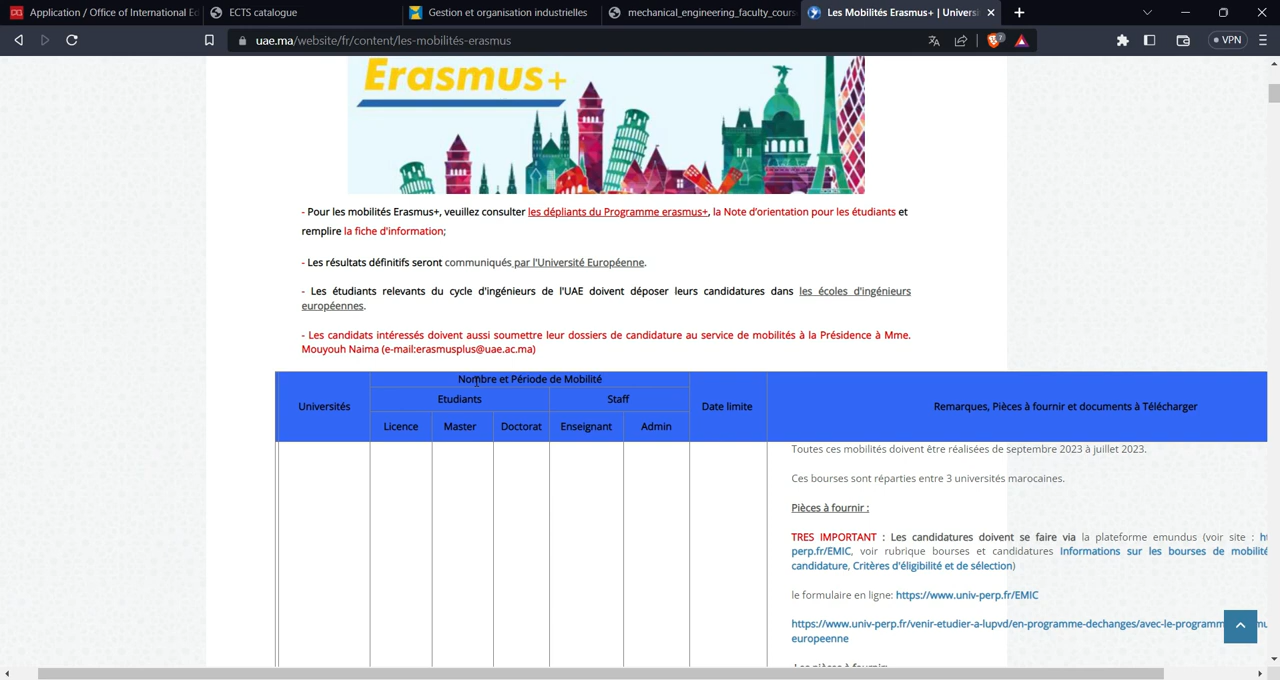 Application / Office of International Ed
ECTS catalogue
Gestion et organisation industrielles
mechanical_engineering_faculty_cours
Les Mobilités Erasmus+ | Universi
uae.ma/website/fr/content/les-mobilités-erasmus
7
VPN
Erasmus+
- Pour les mobilités Erasmus+, veuillez consulter les dépliants du Programme erasmus+, la Note d'orientation pour les étudiants et
remplire la fiche d'information;
- Les résultats définitifs seront communiqués par l'Université Européenne.
- Les étudiants relevants du cycle d'ingénieurs de l'UAE doivent déposer leurs candidatures dans les écoles d'ingénieurs
européennes.
- Les candidats intéressés doivent aussi soumettre leur dossiers de candidature au service de mobilités à la Présidence à Mme.
Mouyouh Naima (e-mail:erasmusplus@uae.ac.ma)
Nombre et Période de Mobilité
Universités
Etudiants
Staff
Date limite
Remarques, Pièces à fournir et documents à Télécharger
Licence
Master
Doctorat
Enseignant
Admin
Toutes ces mobilités doivent être réalisées de septembre 2023 à juillet 2023.
Ces bourses sont réparties entre 3 universités marocaines.
Pièces à fournir :
TRES IMPORTANT : Les candidatures doivent se faire via la plateforme emundus (voir site : ht
perp.fr/EMIC, voir rubrique bourses et candidatures Informations sur les bourses de mobilité
candidature, Critères d'éligibilité et de sélection)
le formulaire en ligne: https://www.univ-perp.fr/EMIC
https://www.univ-perp.fr/venir-etudier-a-lupvd/en-programme-dechanges/avec-le-program
europeenne